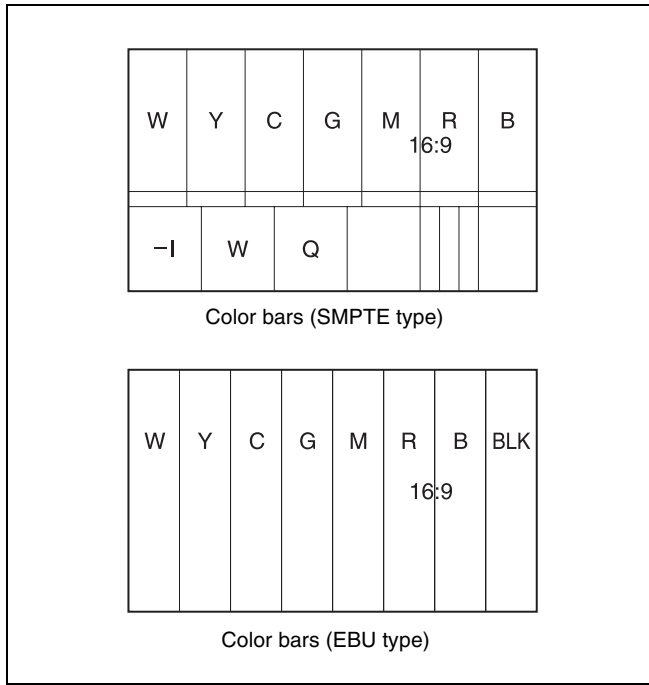 W Y C G M R B
16:9
–I W Q
Color bars (SMPTE type)
W Y C G M R B BLK
16:9
Color bars (EBU type)